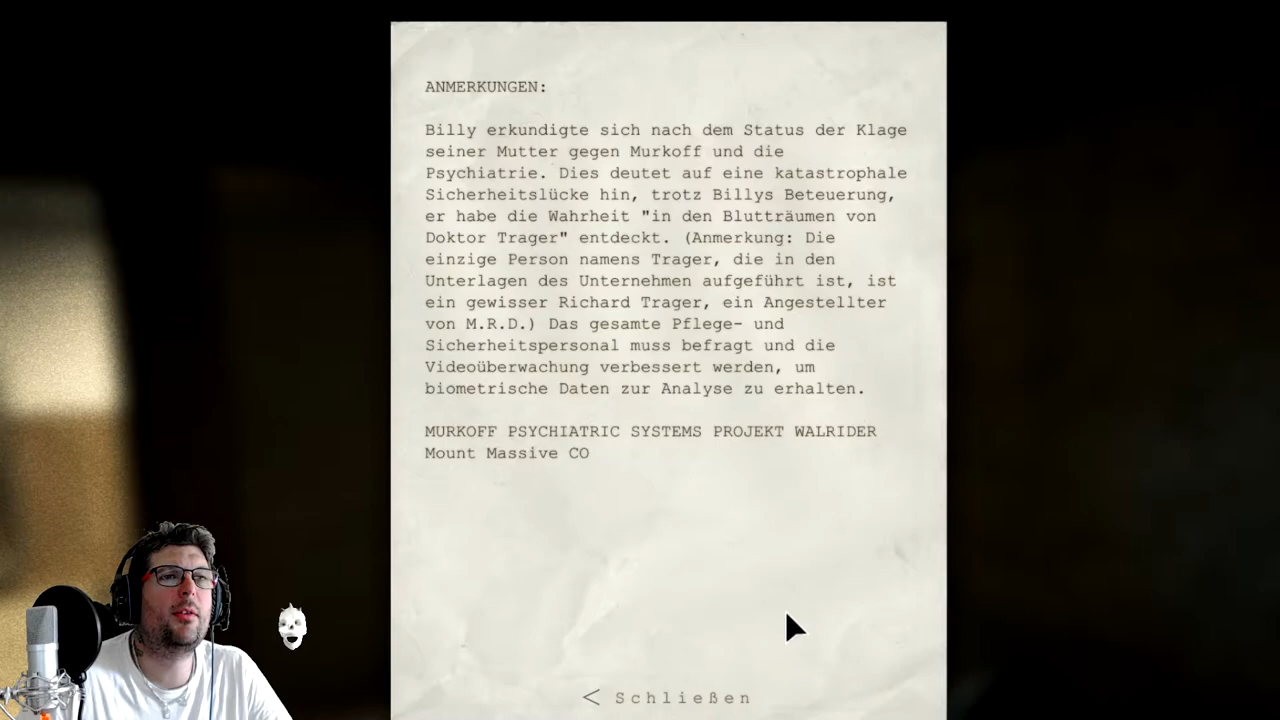 ANMERKUNGEN:
Billy erkundigte sich nach dem Status der Klage
seiner Mutter gegen Murkoff und die
Psychiatrie. Dies deutet auf eine katastrophale
Sicherheitslücke hin, trotz Billys Beteuerung,
er habe die Wahrheit "in den Blutträumen von
Doktor Trager" entdeckt. (Anmerkung: Die
einzige Person namens Trager, die in den
Unterlagen des Unternehmen aufgeführt ist, ist
ein gewisser Richard Trager, ein Angestellter
von M.R.D.) Das gesamte Pflege- und
Sicherheitspersonal muss befragt und die
Videoüberwachung verbessert werden, um
biometrische Daten zur Analyse zu erhalten.
MURKOFF PSYCHIATRIC SYSTEMS PROJEKT WALRIDER
Mount Massive CO
< Schließen